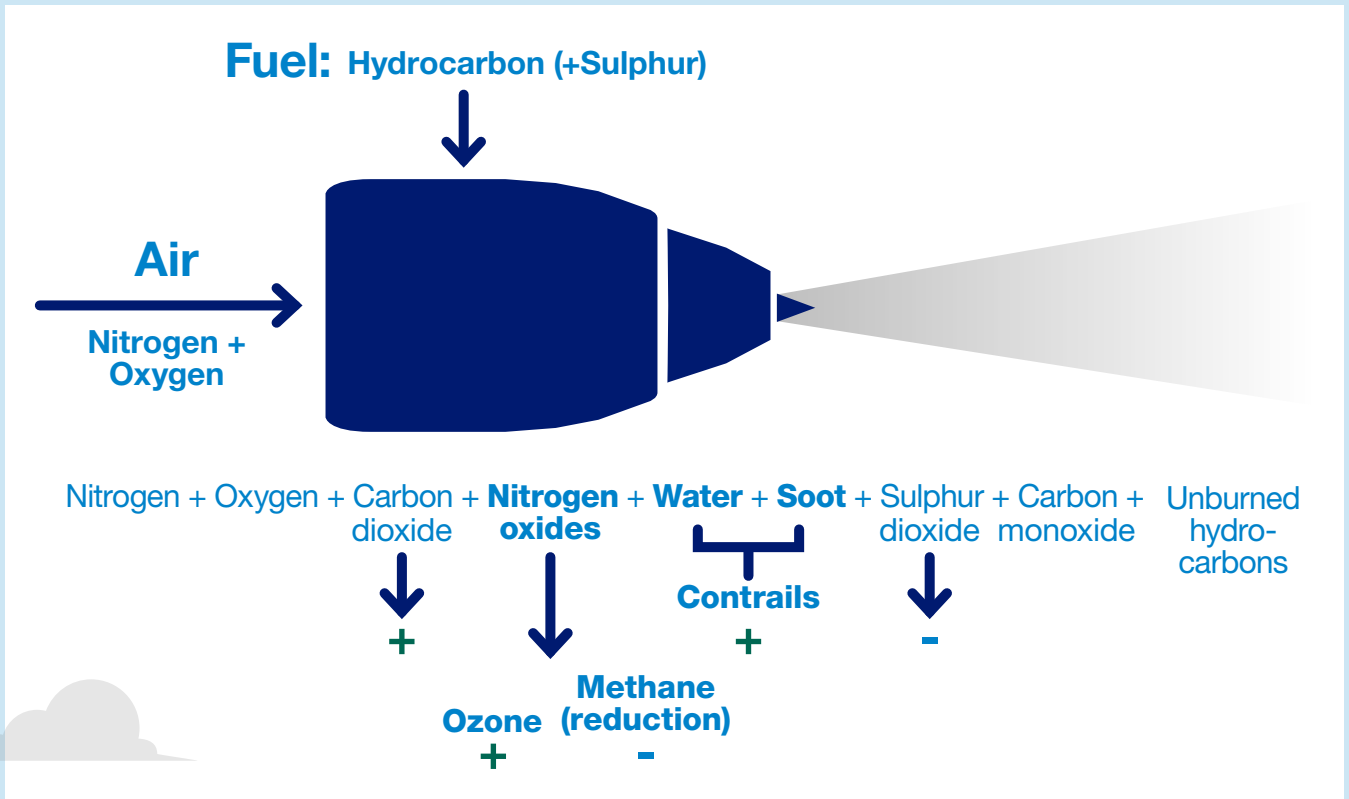 Fuel: Hydrocarbon (+Sulphur)
Air
Nitrogen +
Oxygen
Nitrogen + Oxygen + Carbon + Nitrogen + Water + Soot + Sulphur + Carbon + Unburned
dioxide oxides dioxide monoxide hydro-
carbons
Contrails
+ + -
Methane
Ozone (reduction)
+ -